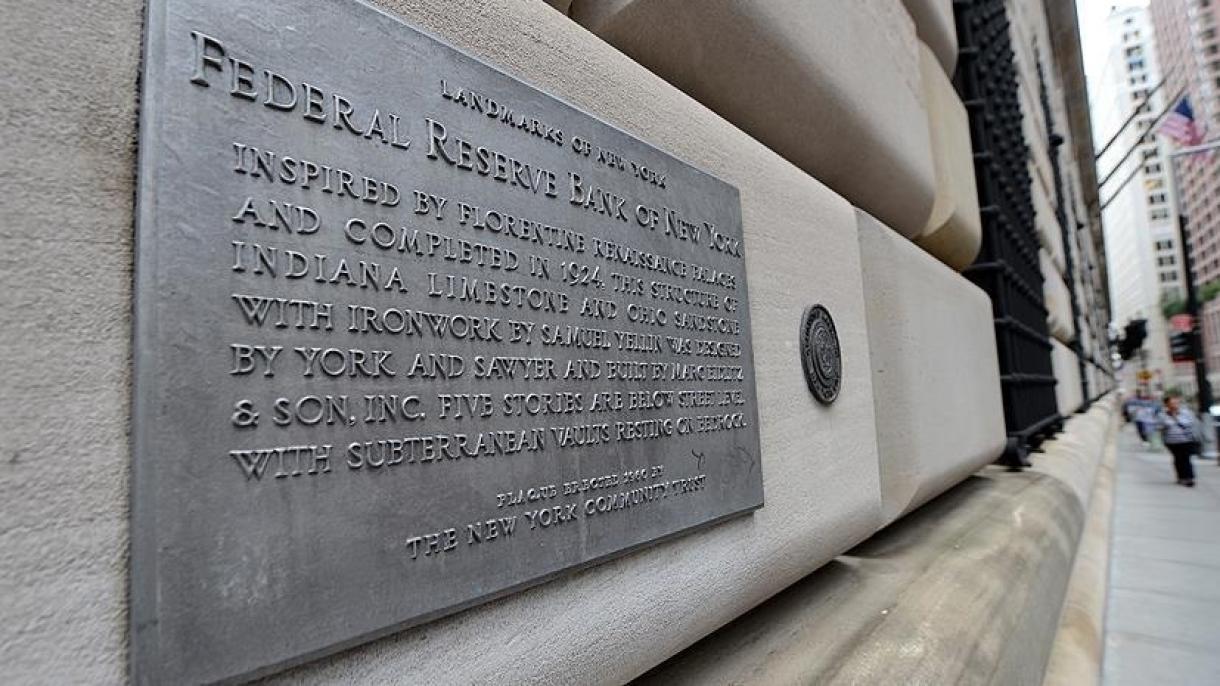 LANDMARKS OF NEW YORK
FEDERAL RESERVE BANK OF NEW YORK
INSPIRED BY FLORENTINE RENAISSANCE PALACES
AND COMPLETED IN 1924, THIS STRUCTURE OF
INDIANA LIMESTONE AND OHIO SANDSTONE
WITH IRONWORK BY SAMUEL YELLIN WAS DESIGNED
BY YORK AND SAWYER AND BUILT BY MARC EIDLITZ
& SON, INC. FIVE STORIES ARE BELOW STREET LEVEL
WITH SUBTERRANEAN VAULTS RESTING ON BEDROCK.
PLAQUE ERECTED 1960 BY
THE NEW YORK COMMUNITY TRUST